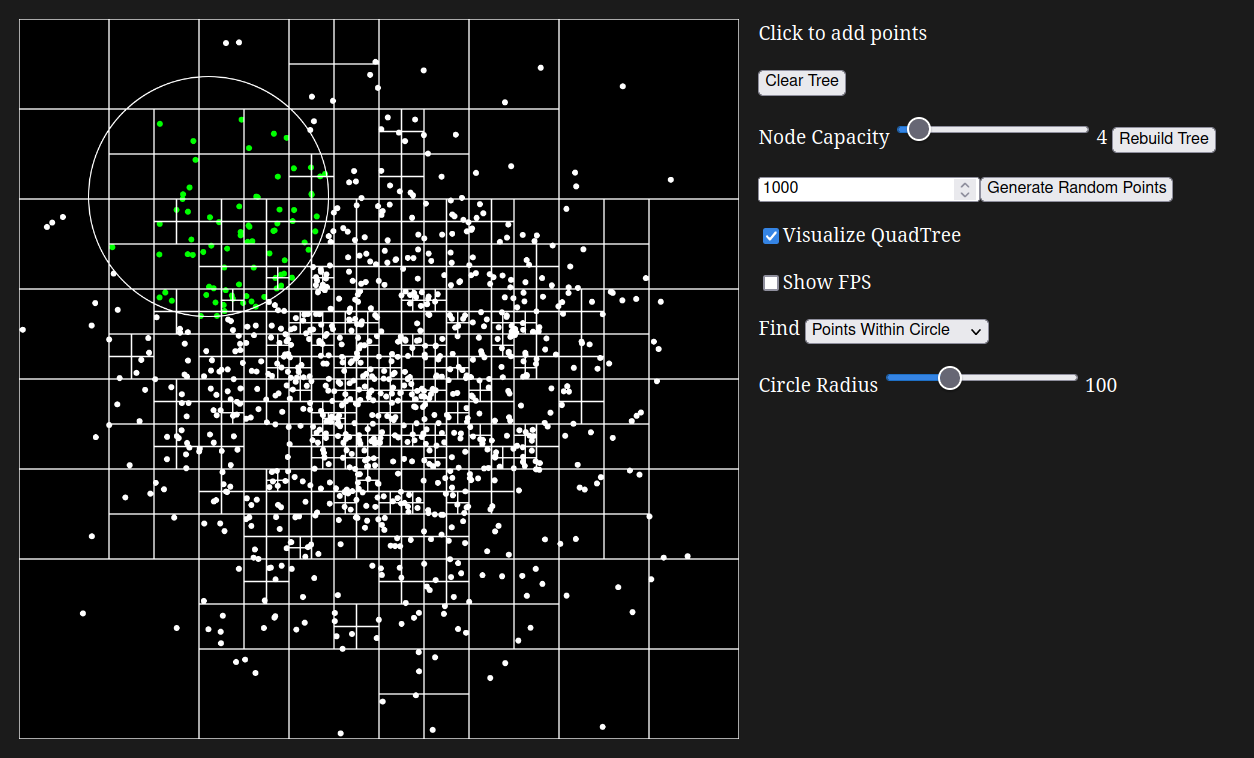 Click to add points
Clear Tree
Node Capacity 4 Rebuild Tree
1000 Generate Random Points
Visualize QuadTree
Show FPS
Find Points Within Circle
Circle Radius 100